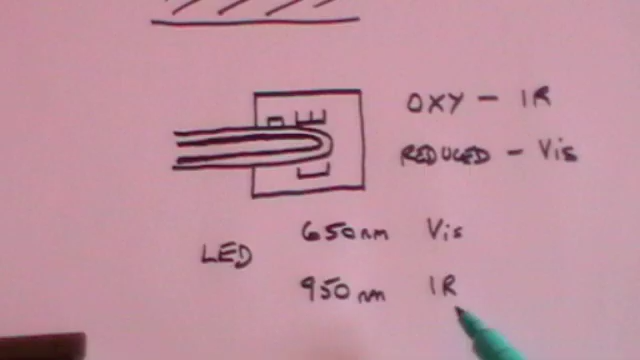 OXY - IR
REDUCED - Vis
LED
650nm Vis
950nm IR